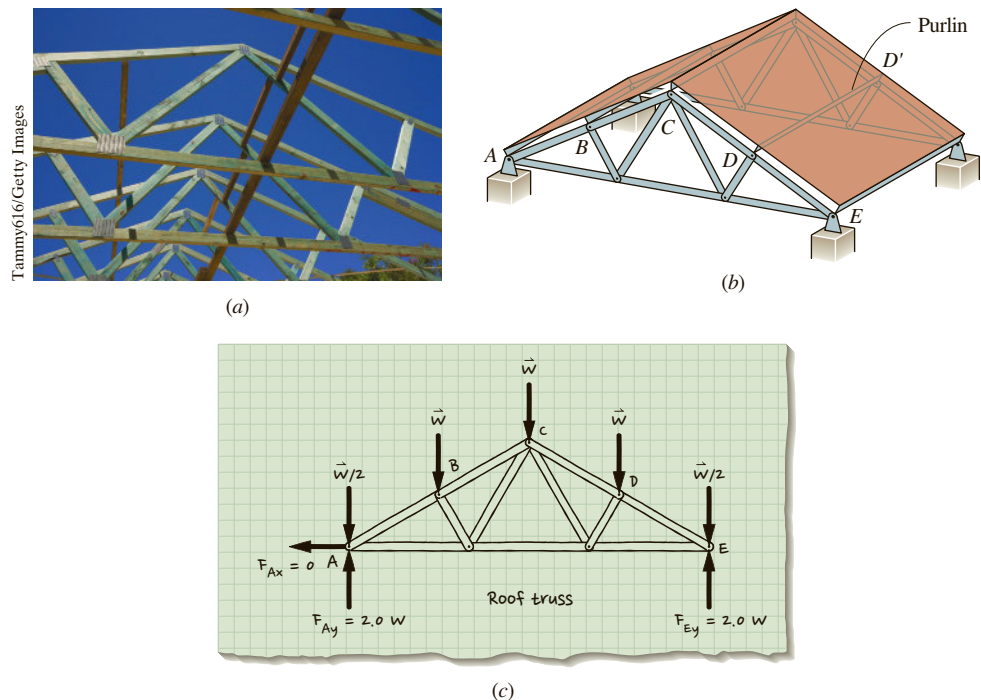 Tammy616/Getty Images
(a)
Purlin
D'
A
B
C
D
E
(b)
W⃗
W⃗
W⃗
C
B
D
W⃗/2
W⃗/2
A
E
F_Ax = 0
Roof truss
F_Ay = 2.0 W
F_Ey = 2.0 W
(c)